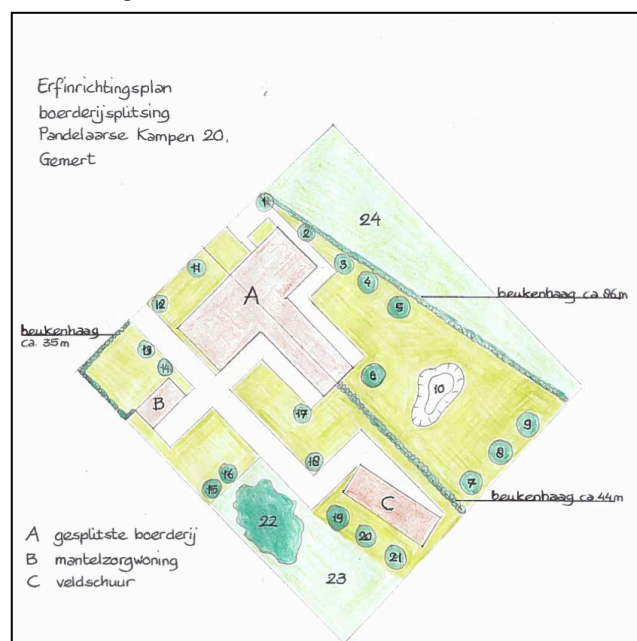 Erfinrichtingsplan
boerderijsplitsing
Pandelaarse Kampen 20,
Gemert
24
1
2
3
4
5
11
12
A
beukenhaag ca 86m
beukenhaag
ca. 35m
13
14
6
10
B
17
9
8
18
16
15
7
beukenhaag ca 44m
C
22
19
20
21
23
A gesplitste boerderij
B mantelzorgwoning
C veldschuur